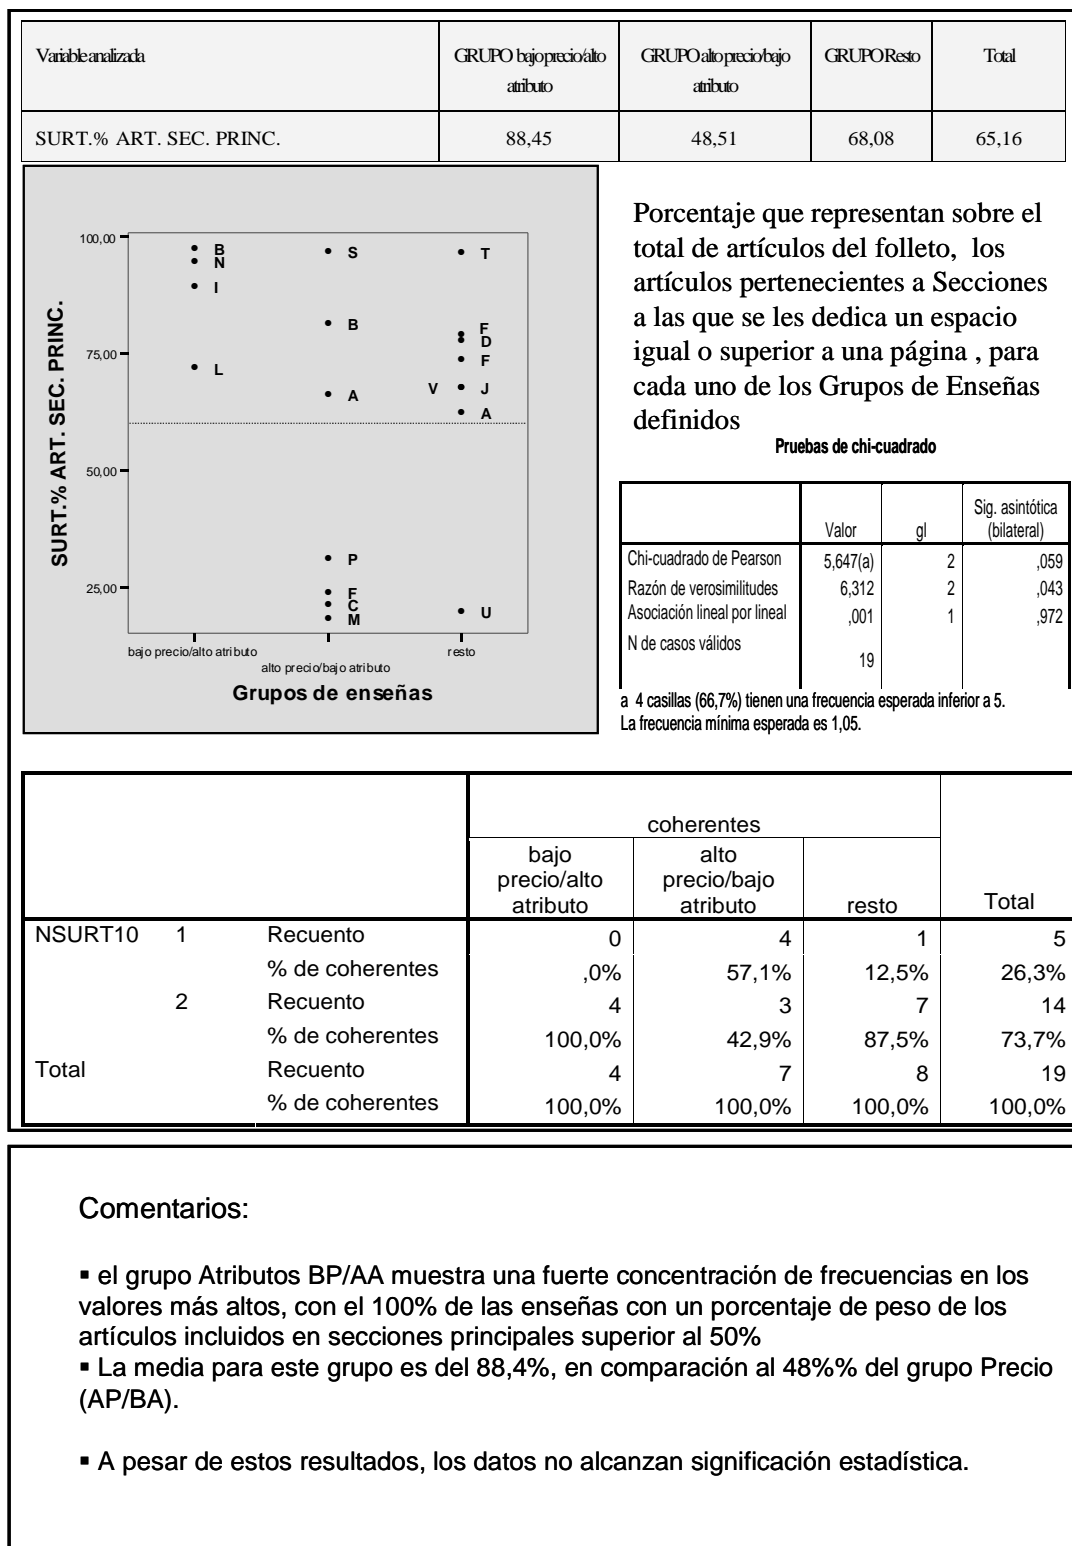 Variable analizada GRUPO bajo precio/alto atributo GRUPO alto precio/bajo atributo GRUPO Resto Total
SURT.% ART. SEC. PRINC. 88,45 48,51 68,08 65,16
Porcentaje que representan sobre el
total de artículos del folleto, los
artículos pertenecientes a Secciones
a las que se les dedica un espacio
igual o superior a una página , para
cada uno de los Grupos de Enseñas
definidos
SURT.% ART. SEC. PRINC.
100,00
75,00
50,00
25,00
B
N
I
L
S
B
A
P
F
C
M
T
F
D
F
V J
A
U
bajo precio/alto atributo
alto precio/bajo atributo
resto
Grupos de enseñas
Pruebas de chi-cuadrado
Valor gl Sig. asintótica (bilateral)
Chi-cuadrado de Pearson 5,647(a) 2 ,059
Razón de verosimilitudes 6,312 2 ,043
Asociación lineal por lineal ,001 1 ,972
N de casos válidos 19
a 4 casillas (66,7%) tienen una frecuencia esperada inferior a 5.
La frecuencia mínima esperada es 1,05.
coherentes
bajo precio/alto atributo alto precio/bajo atributo resto Total
NSURT10 1 Recuento 0 4 1 5
% de coherentes ,0% 57,1% 12,5% 26,3%
2 Recuento 4 3 7 14
% de coherentes 100,0% 42,9% 87,5% 73,7%
Total Recuento 4 7 8 19
% de coherentes 100,0% 100,0% 100,0% 100,0%
Comentarios:
▪ el grupo Atributos BP/AA muestra una fuerte concentración de frecuencias en los
valores más altos, con el 100% de las enseñas con un porcentaje de peso de los
artículos incluidos en secciones principales superior al 50%
▪ La media para este grupo es del 88,4%, en comparación al 48%% del grupo Precio
(AP/BA).
▪ A pesar de estos resultados, los datos no alcanzan significación estadística.